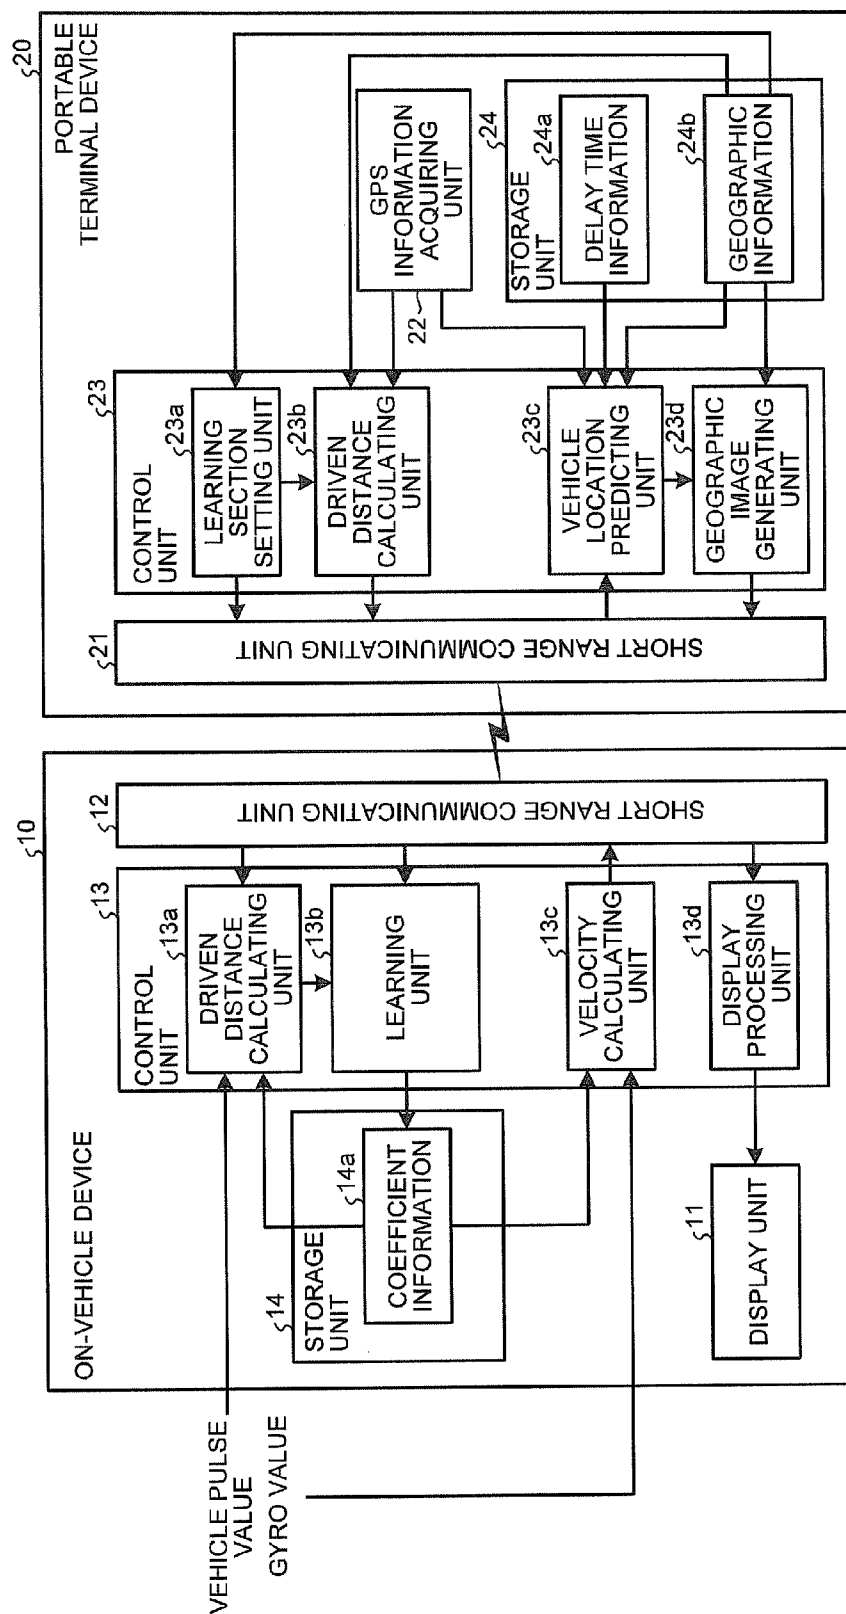 VEHICLE PULSE
VALUE
GYRO VALUE
ON-VEHICLE DEVICE
10
CONTROL
UNIT
13
13a
DRIVEN
DISTANCE
CALCULATING
UNIT
13b
LEARNING
UNIT
13c
VELOCITY
CALCULATING
UNIT
13d
DISPLAY
PROCESSING
UNIT
12
SHORT RANGE COMMUNICATING UNIT
14
STORAGE
UNIT
14a
COEFFICIENT
INFORMATION
11
DISPLAY UNIT
PORTABLE
TERMINAL DEVICE
20
21
SHORT RANGE COMMUNICATING UNIT
CONTROL
UNIT
23
23a
LEARNING
SECTION
SETTING UNIT
23b
DRIVEN
DISTANCE
CALCULATING
UNIT
23c
VEHICLE
LOCATION
PREDICTING
UNIT
23d
GEOGRAPHIC
IMAGE
GENERATING
UNIT
22
GPS
INFORMATION
ACQUIRING
UNIT
24
STORAGE
UNIT
24a
DELAY TIME
INFORMATION
24b
GEOGRAPHIC
INFORMATION